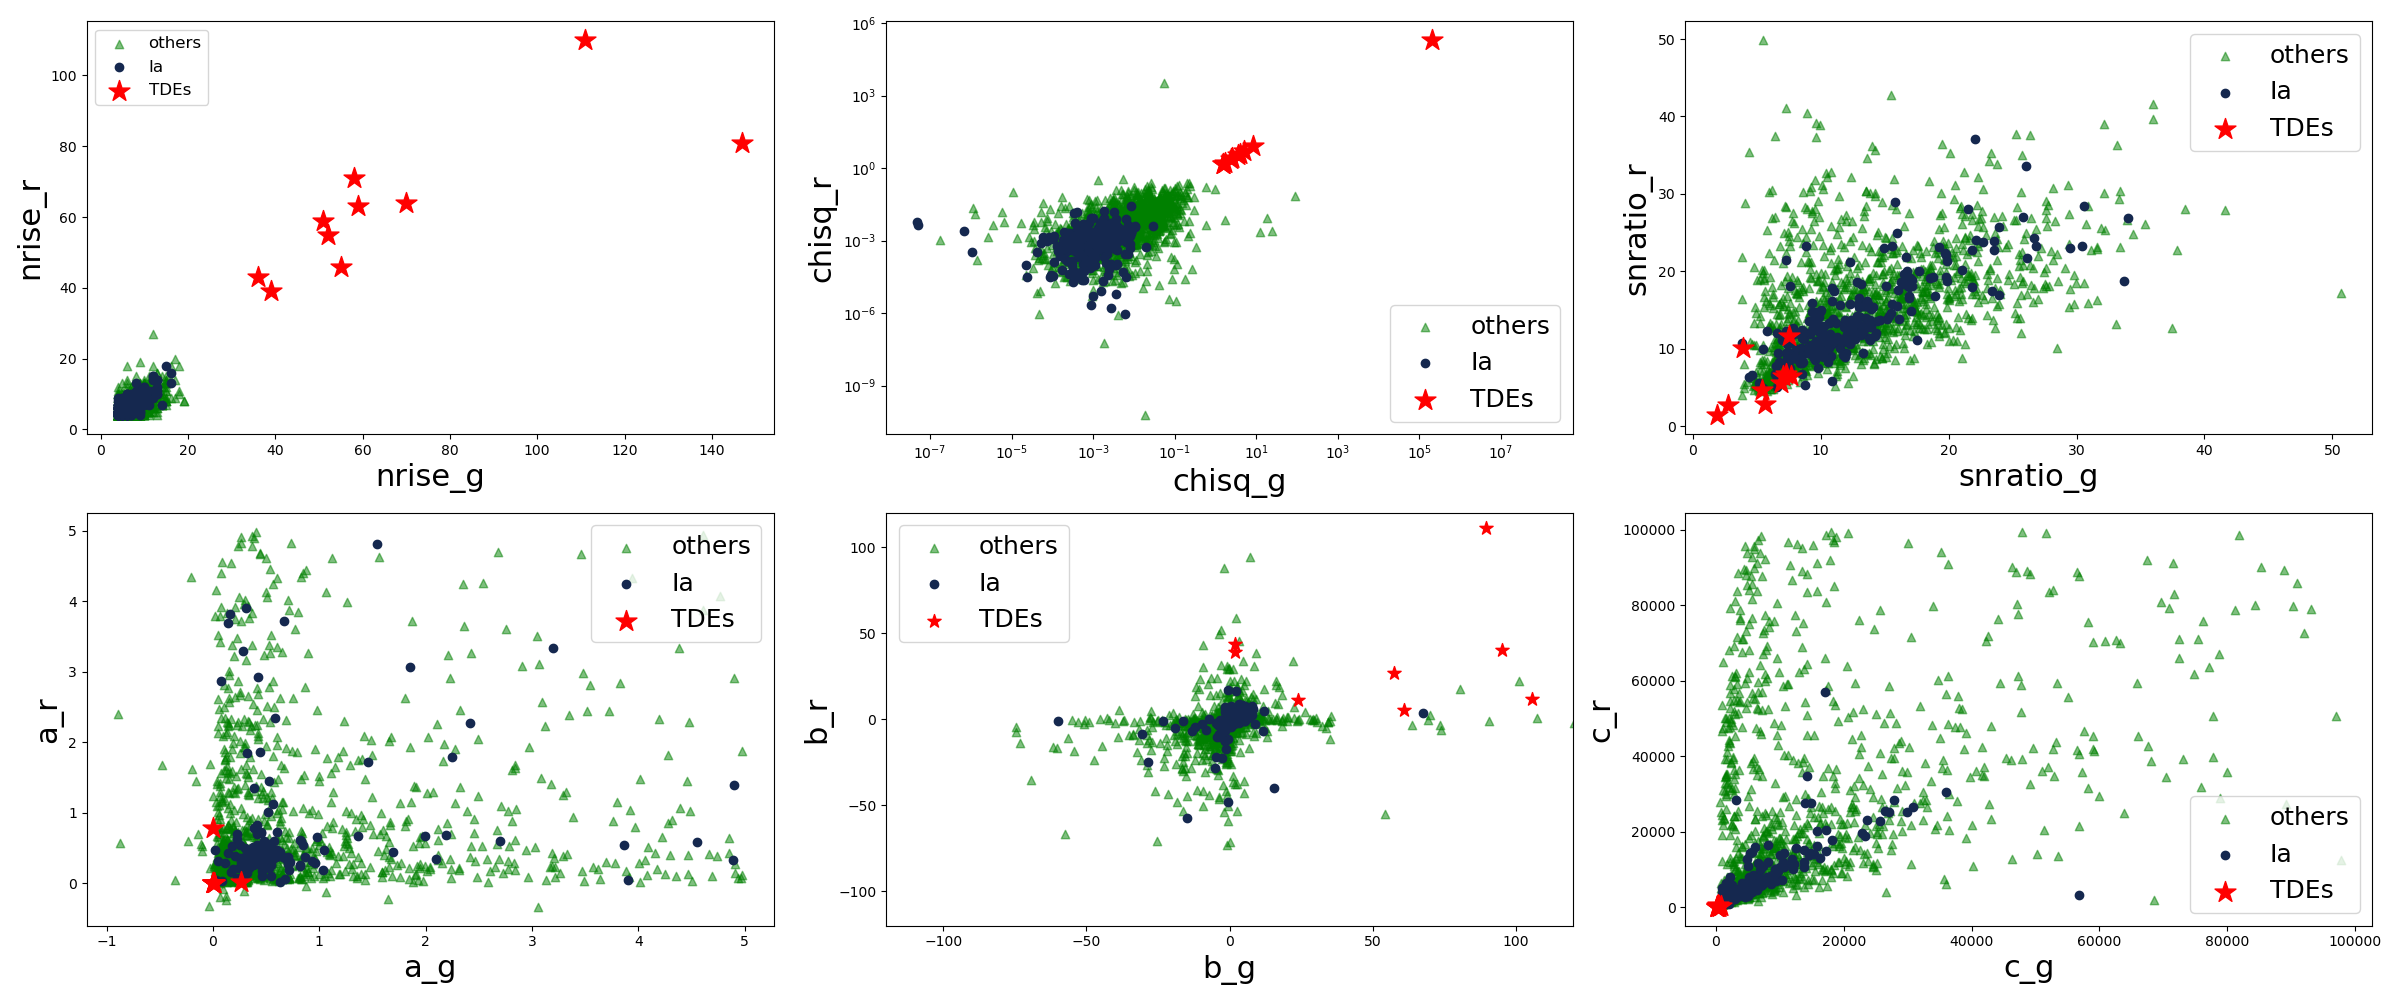 others
Ia
TDEs
100
80
60
40
20
0
nrise_r
0 20 40 60 80 100 120 140
nrise_g
10^6
10^3
10^0
10^−3
10^−6
10^−9
chisq_r
others
Ia
TDEs
10^−7 10^−5 10^−3 10^−1 10^1 10^3 10^5 10^7
chisq_g
50
40
30
20
10
0
snratio_r
others
Ia
TDEs
0 10 20 30 40 50
snratio_g
5
4
3
2
1
0
a_r
others
Ia
TDEs
−1 0 1 2 3 4 5
a_g
100
50
0
−50
−100
b_r
others
Ia
TDEs
−100 −50 0 50 100
b_g
100000
80000
60000
40000
20000
0
c_r
others
Ia
TDEs
0 20000 40000 60000 80000 100000
c_g